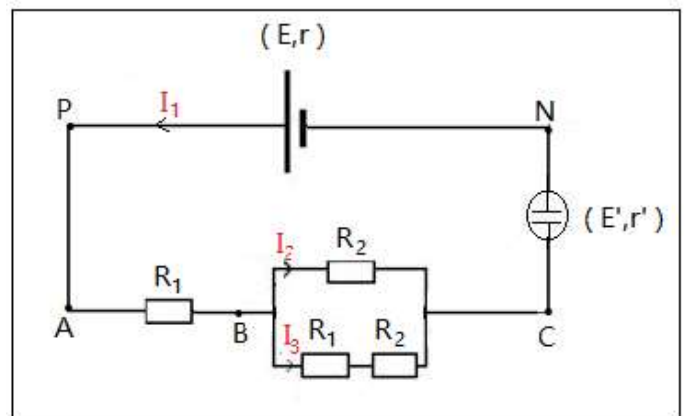 ( E,r )
P
I₁
N
( E',r' )
I₂
R₂
R₁
A
B
I₃
R₁
R₂
C